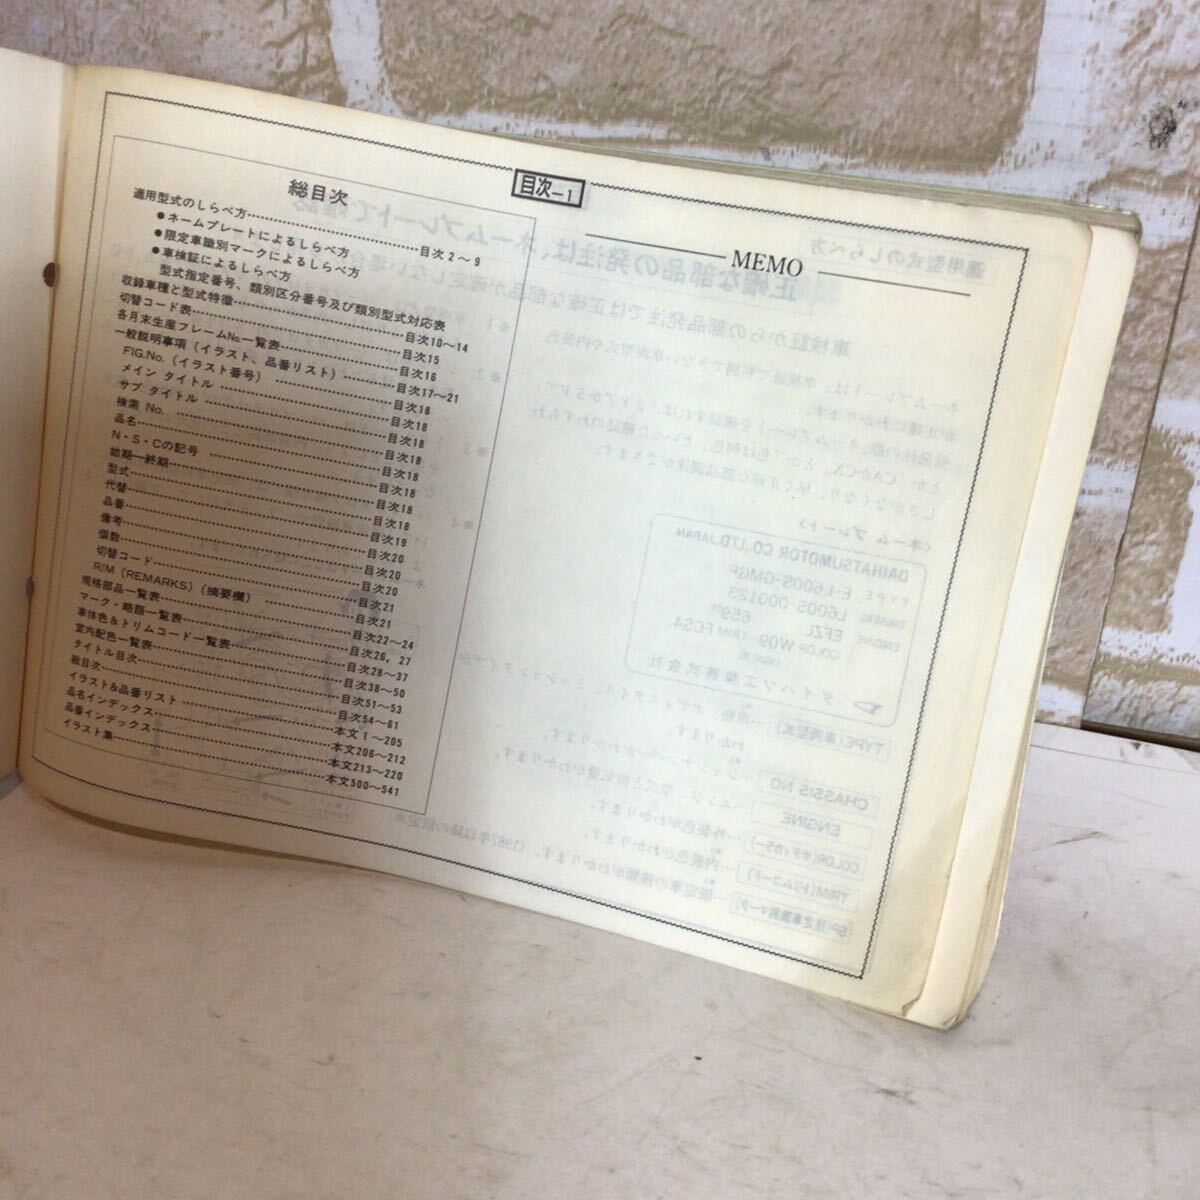 目次−1
総目次
適用型式のしらべ方……目次 2～9
●ネームプレートによるしらべ方
●限定車識別マークによるしらべ方
●車検証によるしらべ方
型式指定番号、類別区分番号及び類別型式対応表
収録車種と型式特徴……目次10～14
切替コード表……目次15
各月末生産フレームNo.一覧表……目次16
一般説明事項（イラスト、品番リスト）……目次17～21
FIG.No.（イラスト番号）……目次18
メイン タイトル……目次18
サブ タイトル……目次18
検索 No.……目次18
品名……目次18
N・S・Cの記号……目次18
始期―終期……目次18
型式……目次18
代替……目次19
品番……目次20
備考……目次20
個数……目次20
切替コード……目次21
R/M（REMARKS）（摘要欄）……目次21
規格部品一覧表……目次22～24
マーク・略語一覧表……目次26, 27
車体色＆トリムコード一覧表……目次28～37
室内配色一覧表……目次38～50
タイトル目次……目次51～53
総目次……目次54～61
イラスト＆品番リスト……本文 1～205
品名インデックス……本文206～212
品番インデックス……本文213～220
イラスト集……本文500～541
MEMO